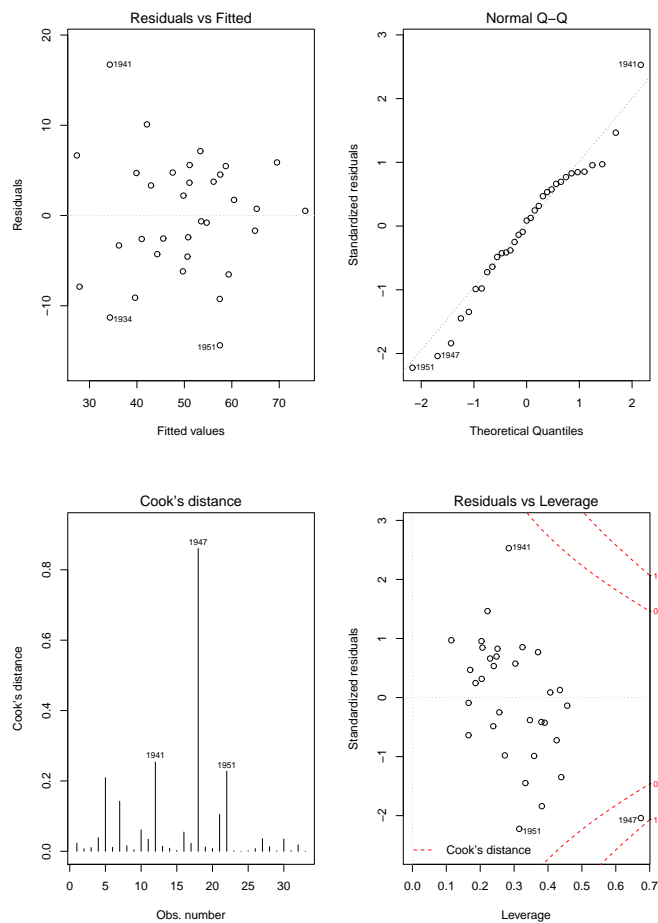 Residuals vs Fitted
20
10
0
−10
Residuals
1941
1934
1951
30 40 50 60 70
Fitted values
Normal Q−Q
3
2
1
0
−1
−2
Standardized residuals
1941
1947
1951
−2 −1 0 1 2
Theoretical Quantiles
Cook's distance
0.8
0.6
0.4
0.2
0.0
Cook's distance
1947
1941
1951
0 5 10 15 20 25 30
Obs. number
Residuals vs Leverage
3
2
1
0
−1
−2
Standardized residuals
1941
1951
1947
1
0
0
1
Cook's distance
0.0 0.1 0.2 0.3 0.4 0.5 0.6 0.7
Leverage